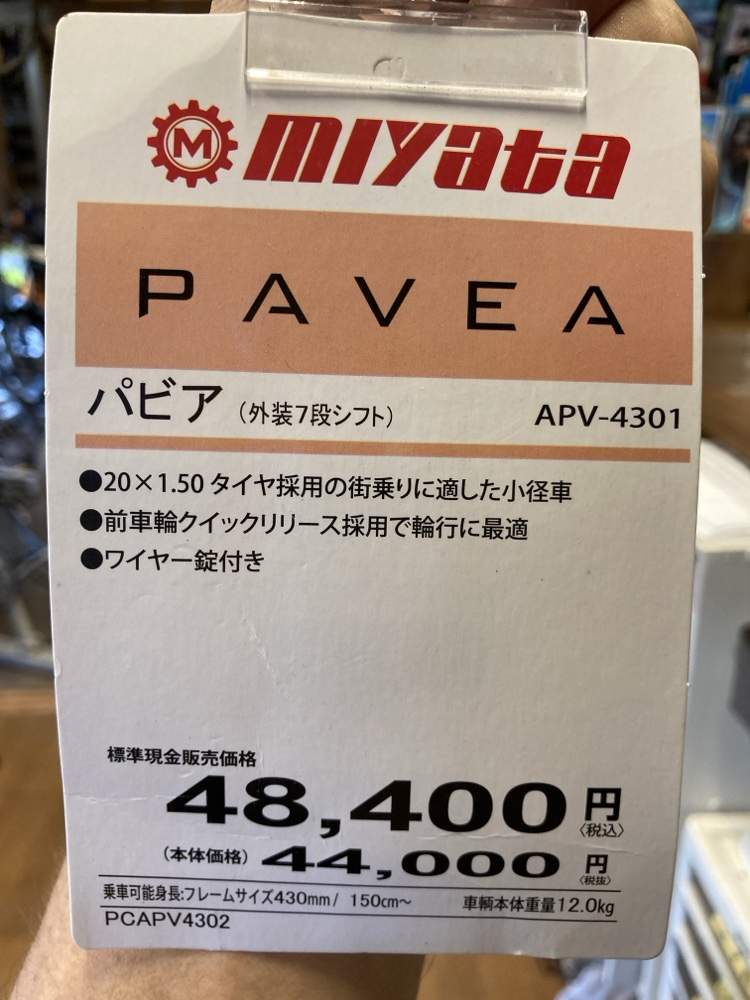 M miyata
PAVEA
パビア（外装7段シフト） APV-4301
●20×1.50 タイヤ採用の街乗りに適した小径車
●前車輪クイックリリース採用で輪行に最適
●ワイヤー錠付き
標準現金販売価格
48,400円〈税込〉
（本体価格）44,000円〈税抜〉
乗車可能身長:フレームサイズ430mm/ 150cm〜 車輌本体重量12.0kg
PCAPV4302